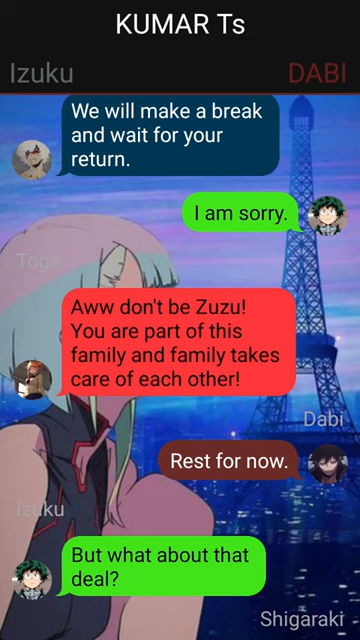 KUMAR Ts
Izuku
DABI
We will make a break
and wait for your
return.
I am sorry.
Toga
Aww don't be Zuzu!
You are part of this
family and family takes
care of each other!
Dabi
Rest for now.
Izuku
But what about that
deal?
Shigaraki